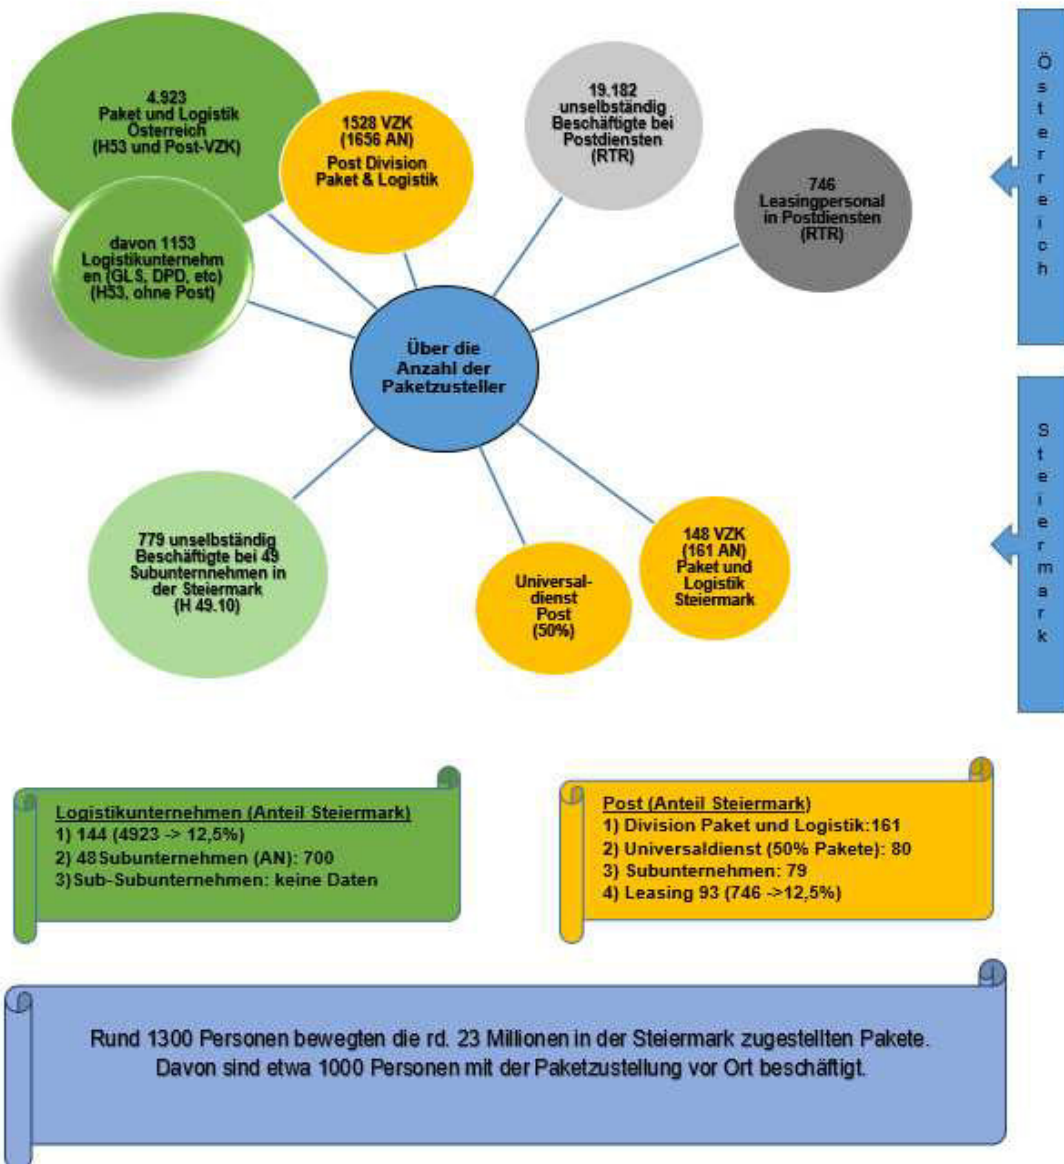 4.923
Paket und Logistik
Österreich
(H53 und Post-VZK)
1528 VZK
(1656 AN)
Post Division
Paket & Logistik
19.182
unselbständig
Beschäftigte bei
Postdiensten
(RTR)
746
Leasingpersonal
in Postdiensten
(RTR)
davon 1153
Logistikunternehm
en (GLS, DPD, etc)
(H53, ohne Post)
Über die
Anzahl der
Paketzusteller
Österreich
779 unselbständig
Beschäftigte bei 49
Subunternnehmen in
der Steiermark
(H 49.10)
Universal-
dienst
Post
(50%)
148 VZK
(161 AN)
Paket und
Logistik
Steiermark
Steiermark
Logistikunternehmen (Anteil Steiermark)
1) 144 (4923 -> 12,5%)
2) 48Subunternehmen (AN): 700
3)Sub-Subunternehmen: keine Daten
Post (Anteil Steiermark)
1) Division Paket und Logistik:161
2) Universaldienst (50% Pakete): 80
3) Subunternehmen: 79
4) Leasing 93 (746 ->12,5%)
Rund 1300 Personen bewegten die rd. 23 Millionen in der Steiermark zugestellten Pakete.
Davon sind etwa 1000 Personen mit der Paketzustellung vor Ort beschäftigt.